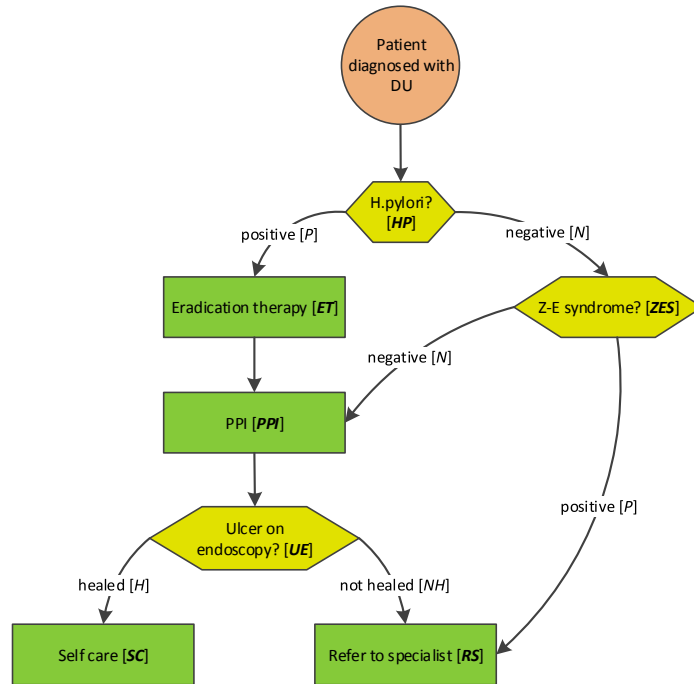 Patient
diagnosed with
DU
H.pylori?
[HP]
positive [P]
negative [N]
Eradication therapy [ET]
Z-E syndrome? [ZES]
negative [N]
PPI [PPI]
positive [P]
Ulcer on
endoscopy? [UE]
healed [H]
not healed [NH]
Self care [SC]
Refer to specialist [RS]